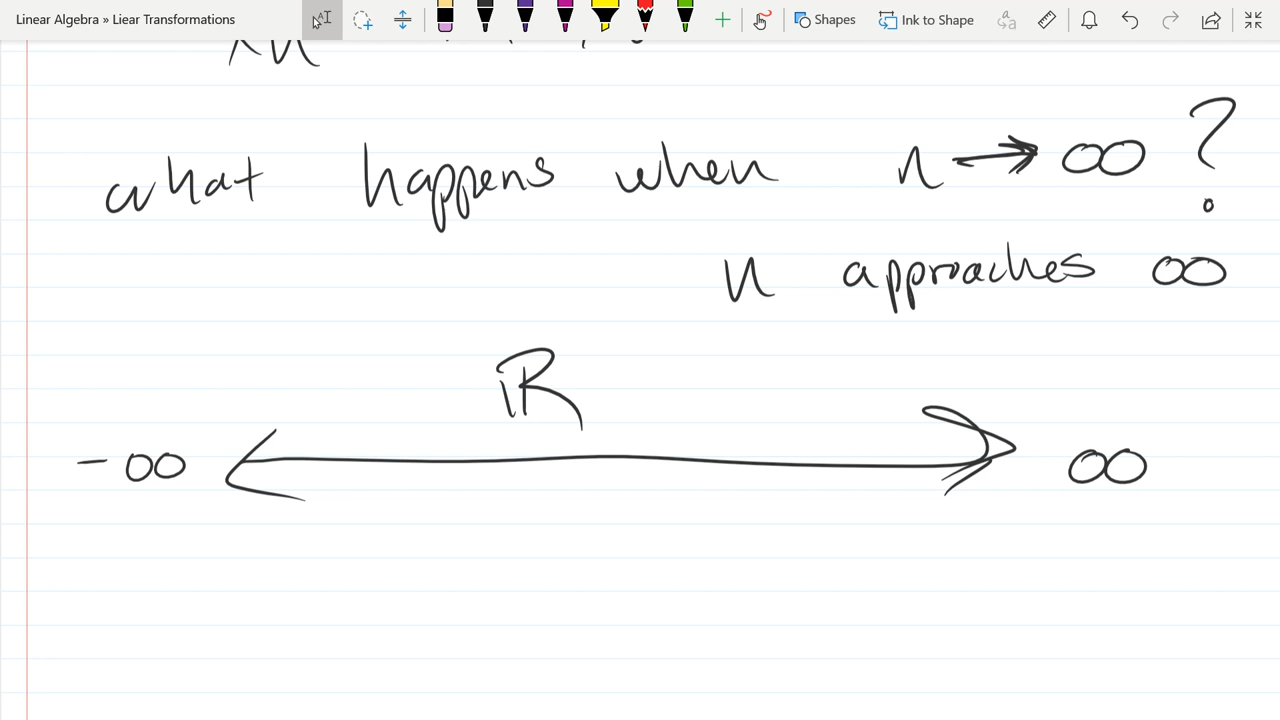 Linear Algebra » Liear Transformations
Shapes Ink to Shape
what happens when n → ∞ ?
n approaches ∞
ℝ
- ∞ ∞